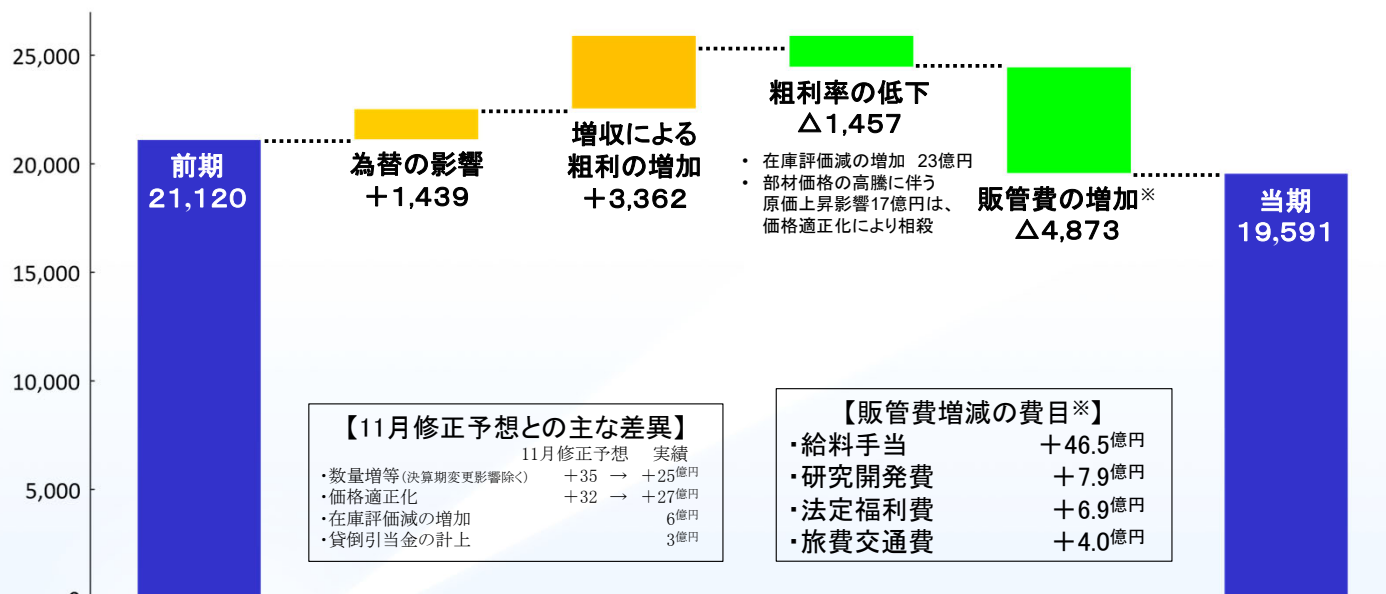 25,000
20,000
15,000
10,000
5,000
前期
21,120
為替の影響
＋1,439
増収による
粗利の増加
＋3,362
粗利率の低下
△1,457
・ 在庫評価減の増加　23億円
・ 部材価格の高騰に伴う
原価上昇影響17億円は、
価格適正化により相殺
販管費の増加※
△4,873
当期
19,591
【11月修正予想との主な差異】
11月修正予想　実績
・数量増等(決算期変更影響除く)　＋35　→　＋25億円
・価格適正化　＋32　→　＋27億円
・在庫評価減の増加　6億円
・貸倒引当金の計上　3億円
【販管費増減の費目※】
・給料手当　＋46.5億円
・研究開発費　＋7.9億円
・法定福利費　＋6.9億円
・旅費交通費　＋4.0億円